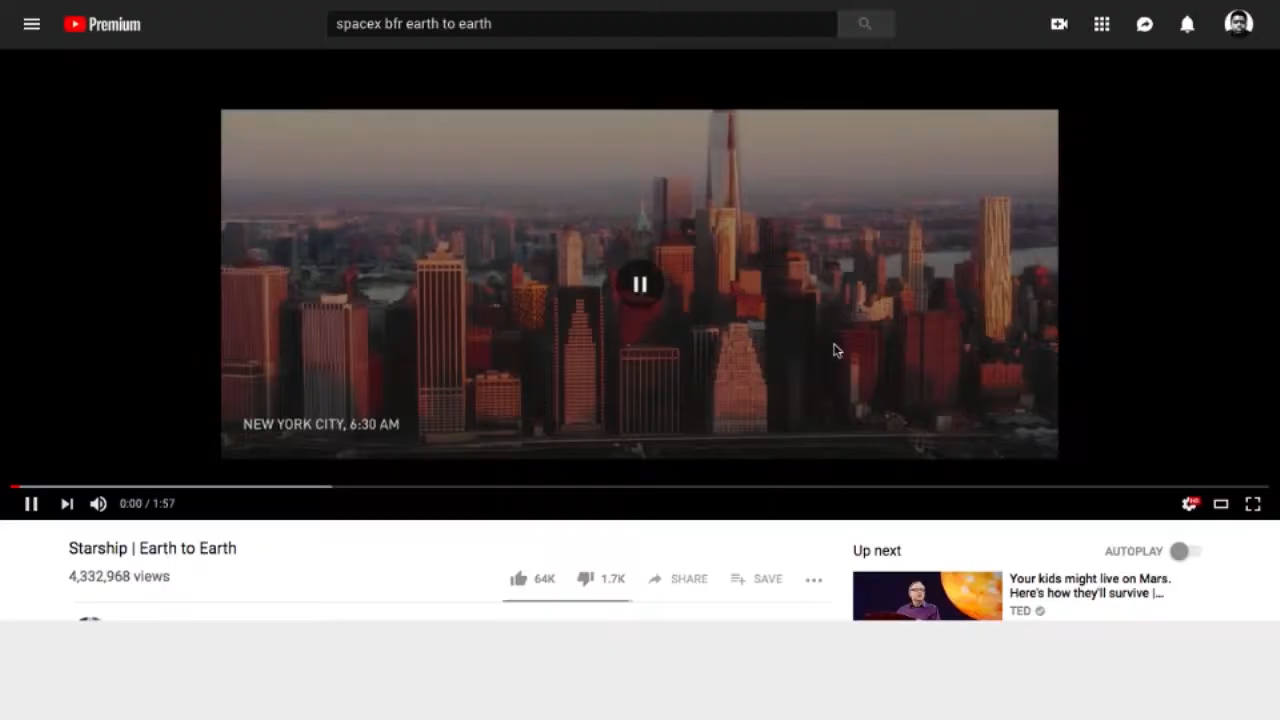 Premium
spacex bfr earth to earth
NEW YORK CITY, 6:30 AM
0:00 / 1:57
HD
Starship | Earth to Earth
4,332,968 views
64K
1.7K
SHARE
SAVE
Up next
AUTOPLAY
Your kids might live on Mars.
Here's how they'll survive |...
TED